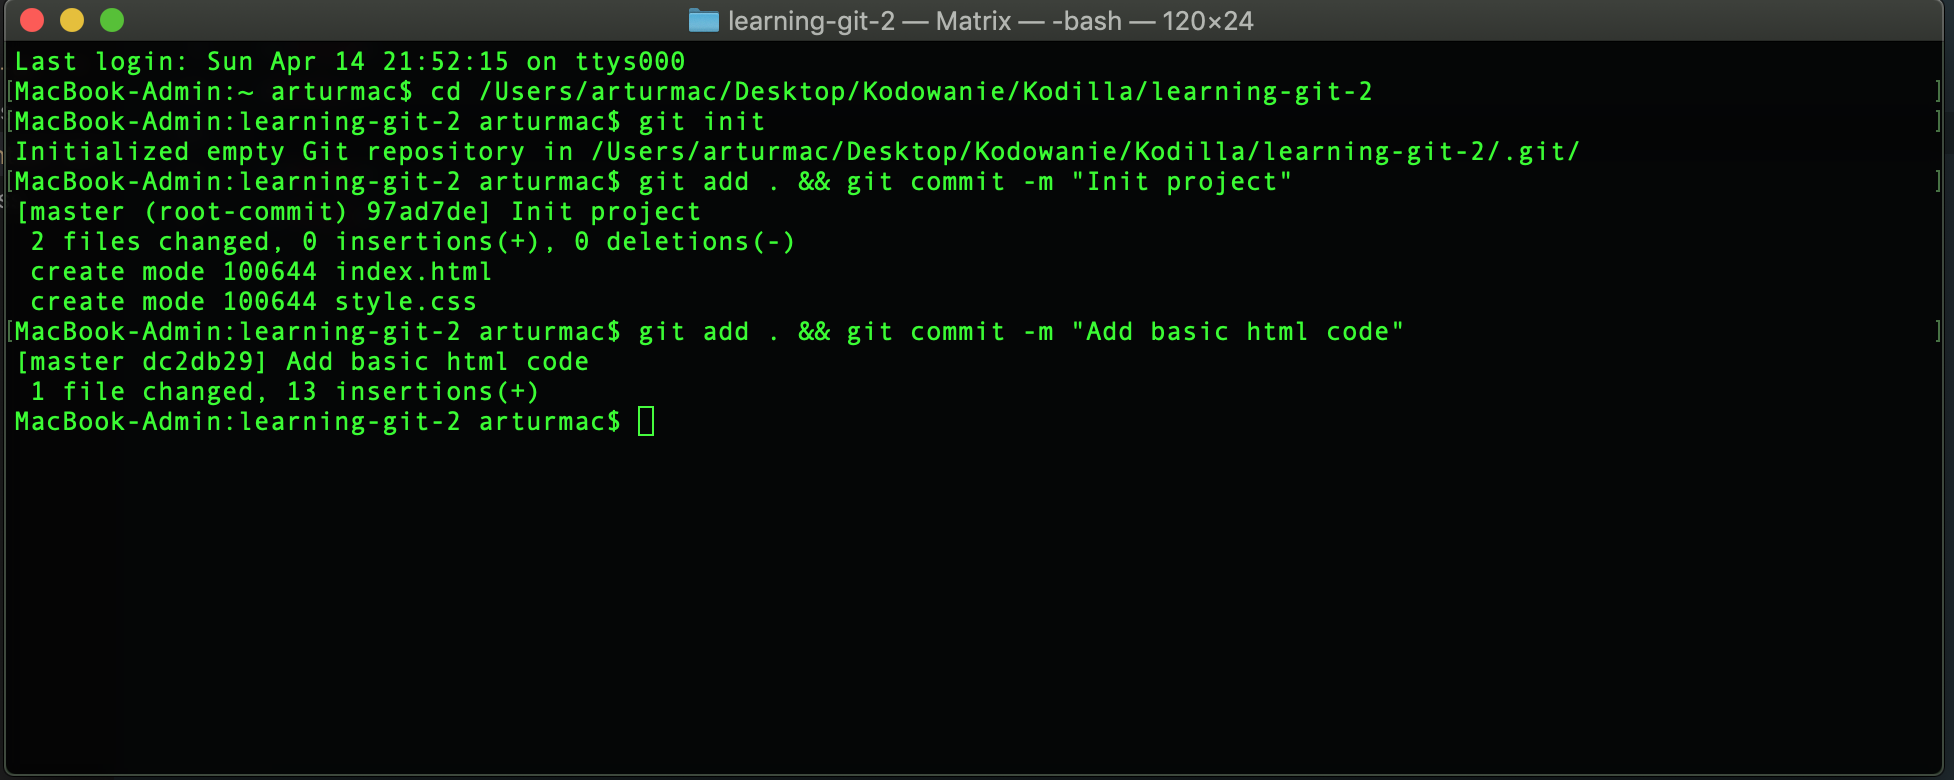 learning-git-2 — Matrix — -bash — 120×24
Last login: Sun Apr 14 21:52:15 on ttys000
[MacBook-Admin:~ arturmac$ cd /Users/arturmac/Desktop/Kodowanie/Kodilla/learning-git-2 ]
[MacBook-Admin:learning-git-2 arturmac$ git init ]
Initialized empty Git repository in /Users/arturmac/Desktop/Kodowanie/Kodilla/learning-git-2/.git/
[MacBook-Admin:learning-git-2 arturmac$ git add . && git commit -m "Init project" ]
[master (root-commit) 97ad7de] Init project
 2 files changed, 0 insertions(+), 0 deletions(-)
 create mode 100644 index.html
 create mode 100644 style.css
[MacBook-Admin:learning-git-2 arturmac$ git add . && git commit -m "Add basic html code" ]
[master dc2db29] Add basic html code
 1 file changed, 13 insertions(+)
MacBook-Admin:learning-git-2 arturmac$